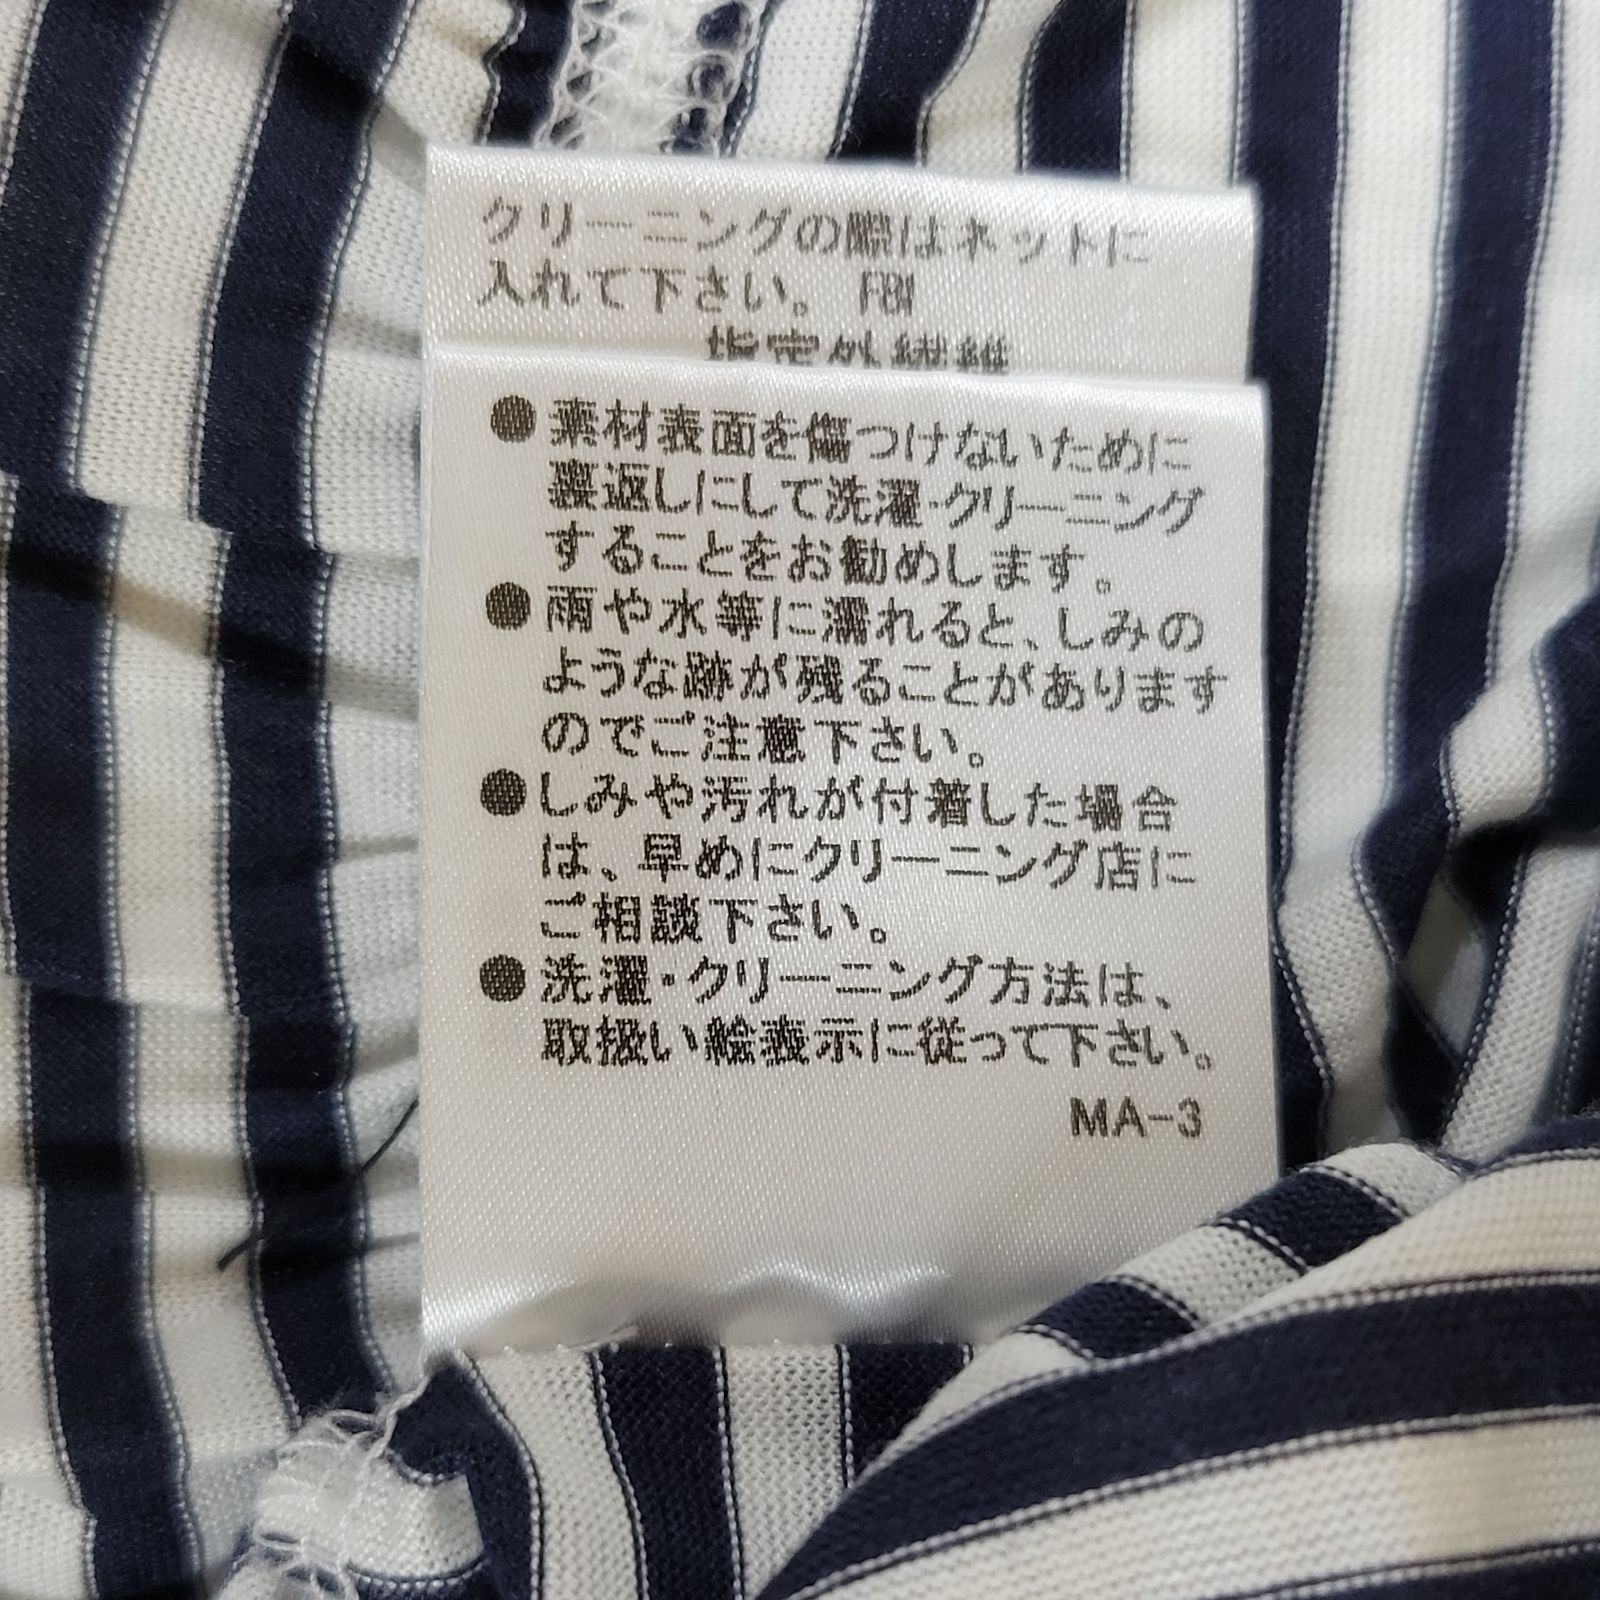 クリーニングの際はネットに
入れて下さい。 FBI
指定外繊維
●素材表面を傷つけないために
裏返しにして洗濯・クリーニング
することをお勧めします。
●雨や水等に濡れると、しみの
ような跡が残ることがあります
のでご注意下さい。
●しみや汚れが付着した場合
は、早めにクリーニング店に
ご相談下さい。
●洗濯・クリーニング方法は、
取扱い絵表示に従って下さい。
MA-3